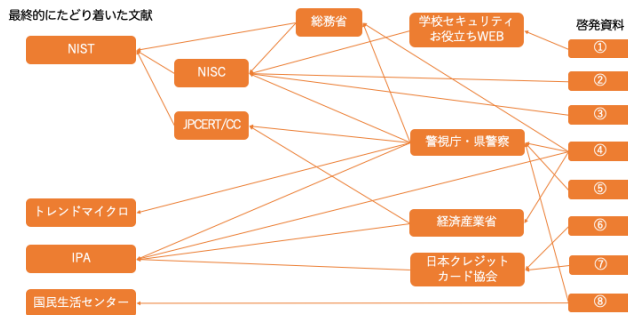 最終的にたどり着いた文献
NIST
NISC
JPCERT/CC
トレンドマイクロ
IPA
国民生活センター
総務省
学校セキュリティ
お役立ちWEB
警視庁・県警察
経済産業省
日本クレジット
カード協会
啓発資料
①
②
③
④
⑤
⑥
⑦
⑧